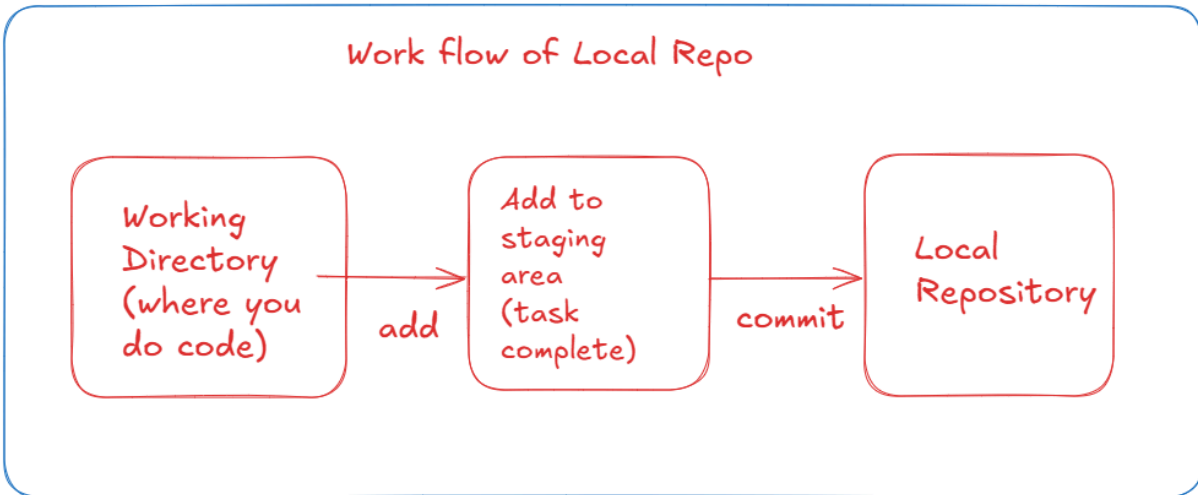 Work flow of Local Repo
Working
Directory
(where you
do code)
add
Add to
staging
area
(task
complete)
commit
Local
Repository